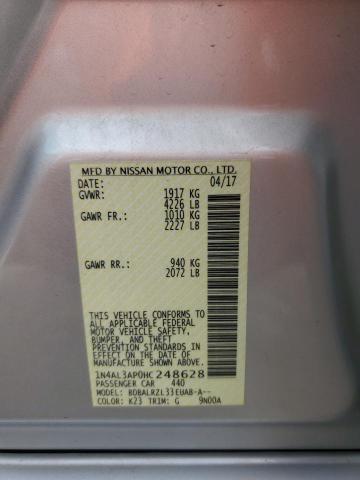 MFD BY NISSAN MOTOR CO., LTD.
DATE: 04/17
GVWR: 1917 KG
4226 LB
GAWR FR.: 1010 KG
2227 LB
GAWR RR.: 940 KG
2072 LB
THIS VEHICLE CONFORMS TO
ALL APPLICABLE FEDERAL
MOTOR VEHICLE SAFETY,
BUMPER, AND THEFT
PREVENTION STANDARDS IN
EFFECT ON THE DATE OF
MANUFACTURE SHOWN ABOVE.
1N4AL3AP0HC248628
PASSENGER CAR 440
MODEL: BDBALRZL33EUAB-A--
COLOR: K23 TRIM: G 9N00A